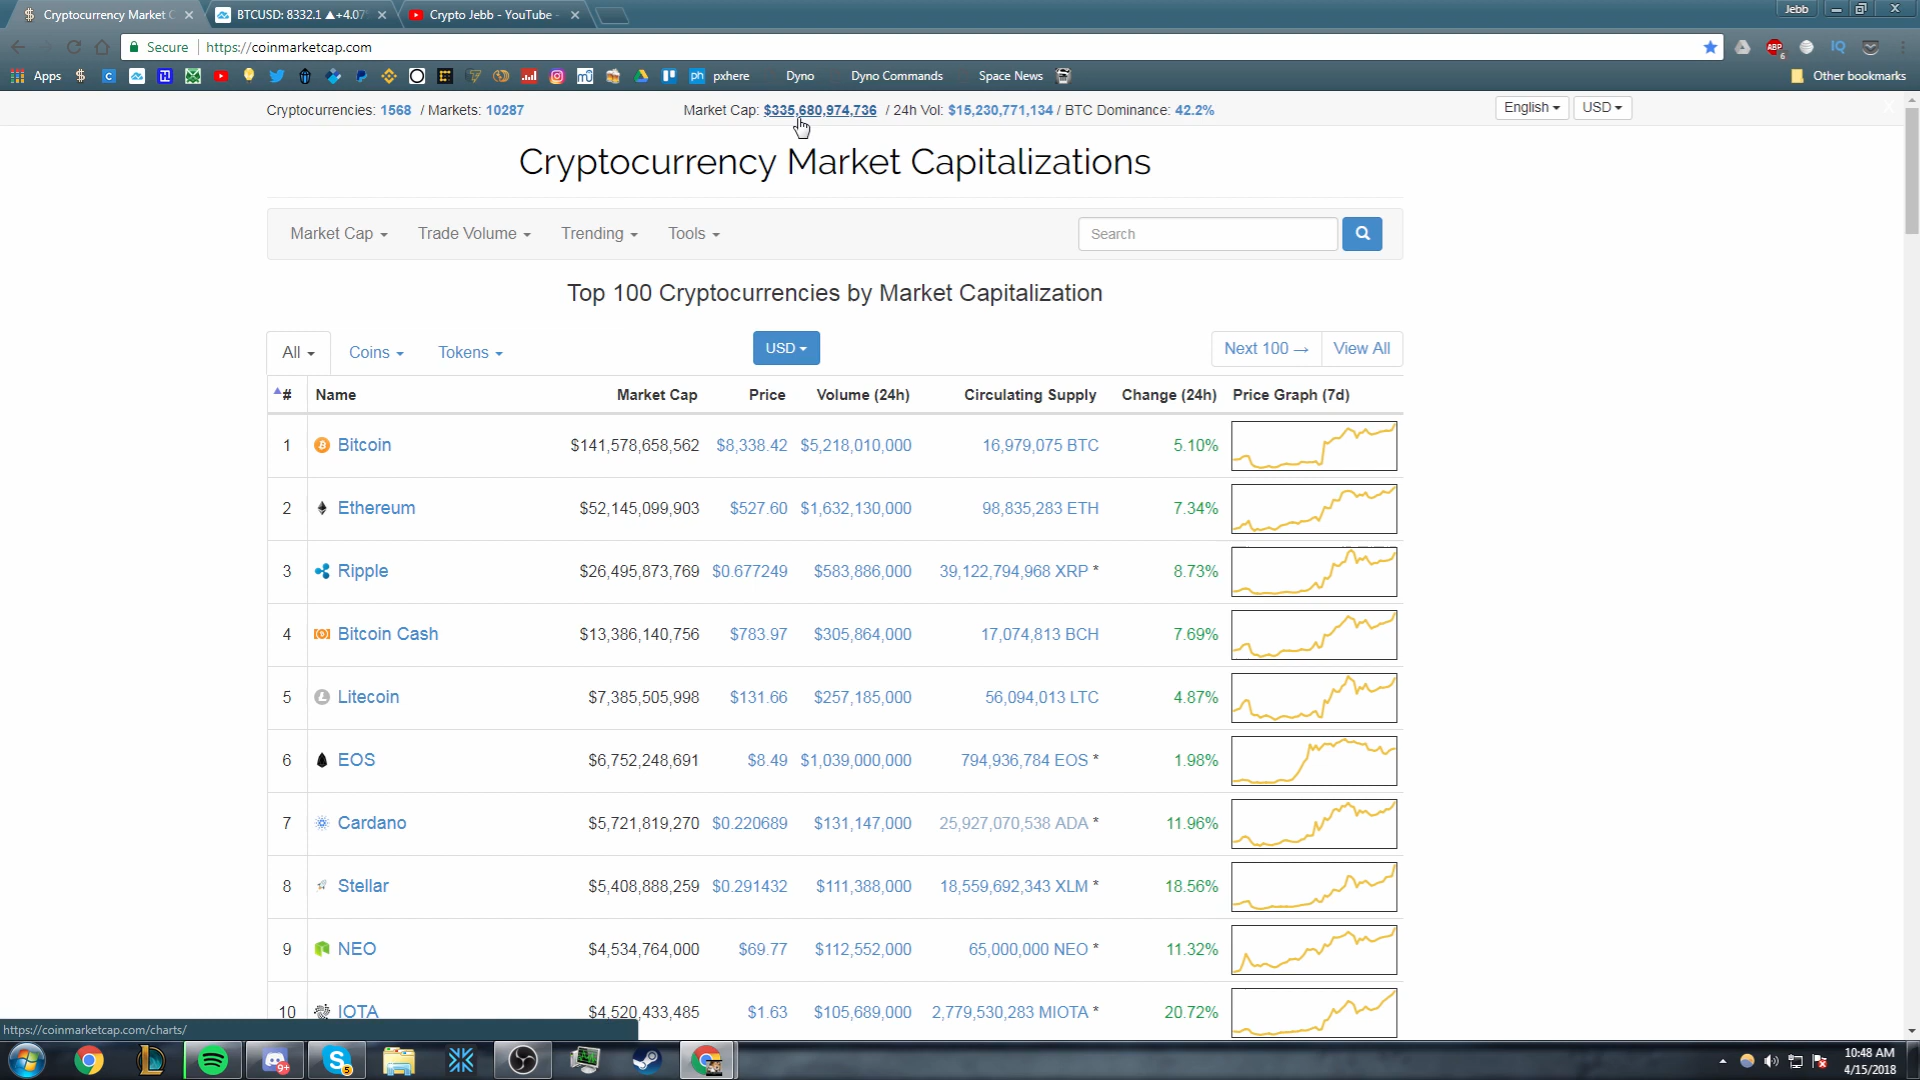 Cryptocurrency Market C
BTCUSD: 8332.1 ▲+4.07
Crypto Jebb - YouTube
Jebb
Secure https://coinmarketcap.com
Apps
pxhere
Dyno
Dyno Commands
Space News
Other bookmarks
Cryptocurrencies: 1568 / Markets: 10287
Market Cap: $335,680,974,736 / 24h Vol: $15,230,771,134 / BTC Dominance: 42.2%
English
USD
Cryptocurrency Market Capitalizations
Market Cap
Trade Volume
Trending
Tools
Search
Top 100 Cryptocurrencies by Market Capitalization
All
Coins
Tokens
USD
Next 100 →
View All
# Name Market Cap Price Volume (24h) Circulating Supply Change (24h) Price Graph (7d)
1 Bitcoin $141,578,658,562 $8,338.42 $5,218,010,000 16,979,075 BTC 5.10%
2 Ethereum $52,145,099,903 $527.60 $1,632,130,000 98,835,283 ETH 7.34%
3 Ripple $26,495,873,769 $0.677249 $583,886,000 39,122,794,968 XRP * 8.73%
4 Bitcoin Cash $13,386,140,756 $783.97 $305,864,000 17,074,813 BCH 7.69%
5 Litecoin $7,385,505,998 $131.66 $257,185,000 56,094,013 LTC 4.87%
6 EOS $6,752,248,691 $8.49 $1,039,000,000 794,936,784 EOS * 1.98%
7 Cardano $5,721,819,270 $0.220689 $131,147,000 25,927,070,538 ADA * 11.96%
8 Stellar $5,408,888,259 $0.291432 $111,388,000 18,559,692,343 XLM * 18.56%
9 NEO $4,534,764,000 $69.77 $112,552,000 65,000,000 NEO * 11.32%
10 IOTA $4,520,433,485 $1.63 $105,689,000 2,779,530,283 MIOTA * 20.72%
https://coinmarketcap.com/charts/
10:48 AM
4/15/2018